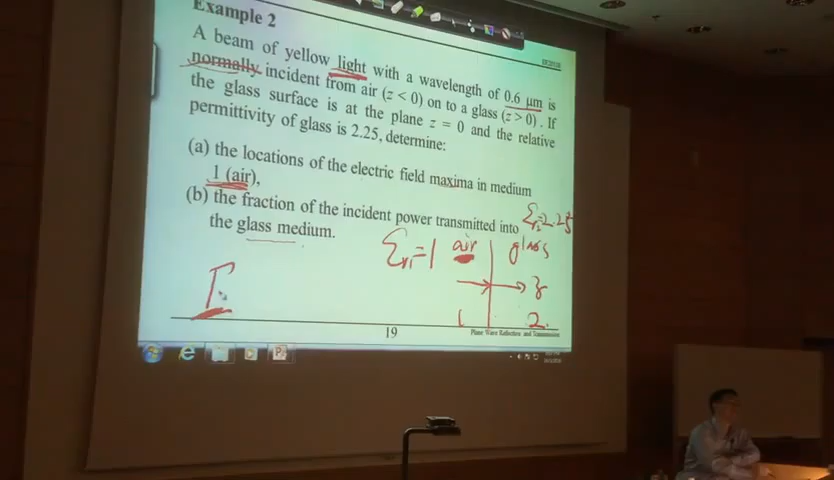 Example 2
A beam of yellow light with a wavelength of 0.6 μm is
normally incident from air (z < 0) on to a glass (z > 0). If
the glass surface is at the plane z = 0 and the relative
permittivity of glass is 2.25, determine:
(a) the locations of the electric field maxima in medium
1 (air),
(b) the fraction of the incident power transmitted into
the glass medium.
εr2=2.25
εr1=1 air glass
z
Γ
1 2
19
Plane Wave Reflection and Transmission